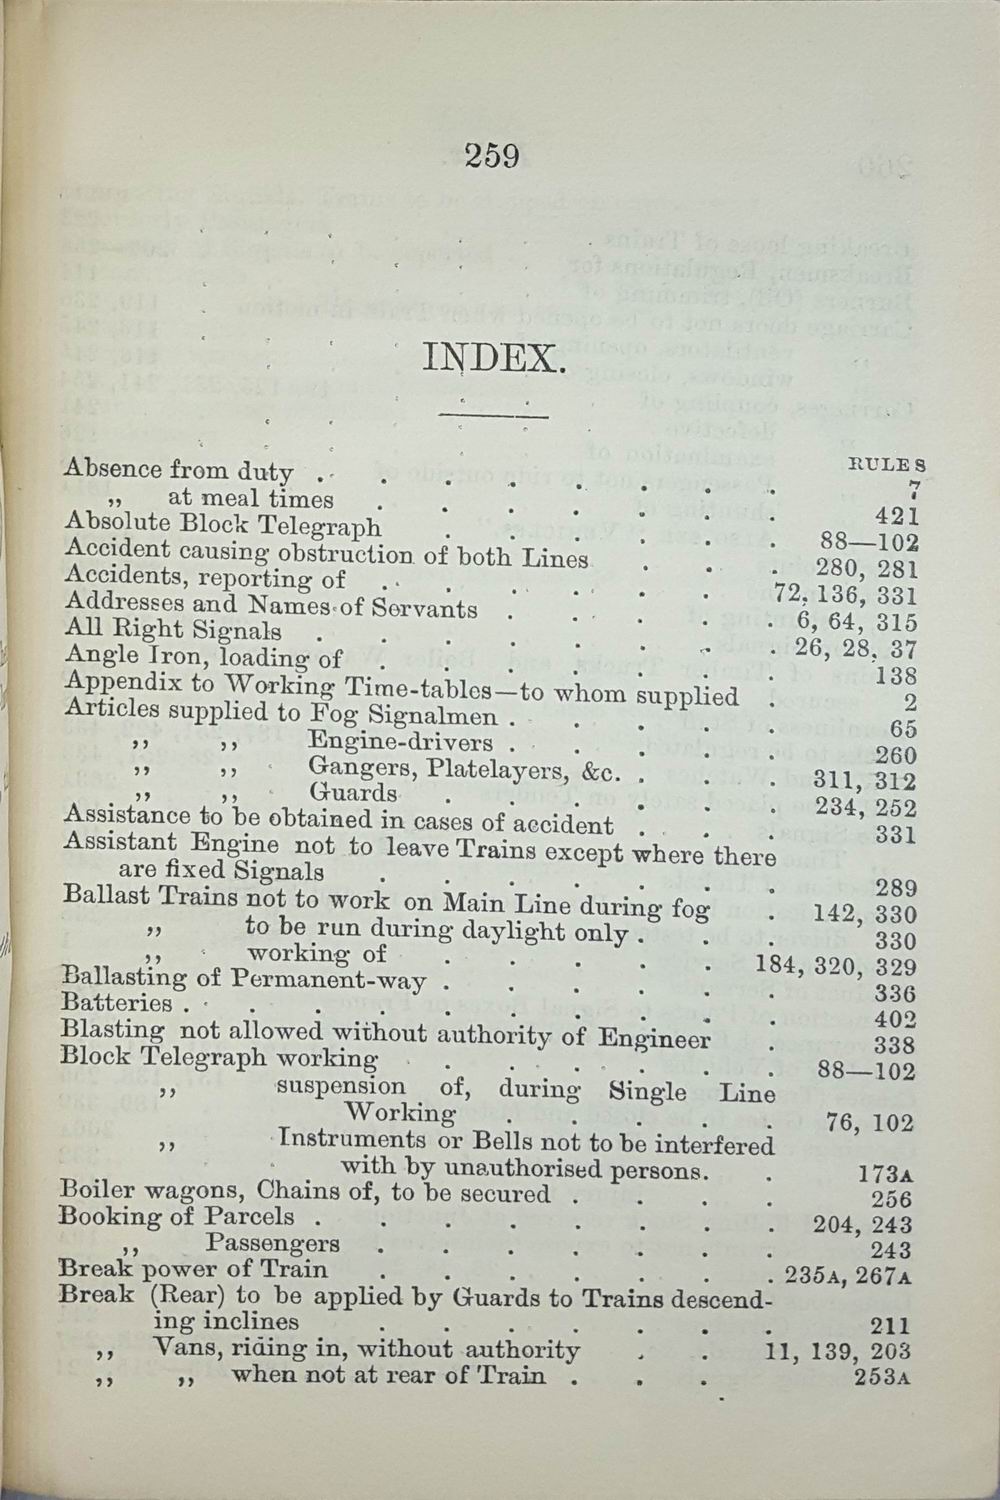 259
INDEX.
RULES
Absence from duty . . . . . . . . 7
„ at meal times . . . . . . . 421
Absolute Block Telegraph . . . . . . 88—102
Accident causing obstruction of both Lines . . . 280, 281
Accidents, reporting of . . . . . . 72, 136, 331
Addresses and Names of Servants . . . . . 6, 64, 315
All Right Signals . . . . . . . . 26, 28, 37
Angle Iron, loading of . . . . . . . 138
Appendix to Working Time-tables—to whom supplied . 2
Articles supplied to Fog Signalmen . . . . . 65
„ „ Engine-drivers . . . . . 260
„ „ Gangers, Platelayers, &c. . . . 311, 312
„ „ Guards . . . . . . 234, 252
Assistance to be obtained in cases of accident . . . 331
Assistant Engine not to leave Trains except where there
are fixed Signals . . . . . . . 289
Ballast Trains not to work on Main Line during fog . 142, 330
„ to be run during daylight only . . . 330
„ working of . . . . . 184, 320, 329
Ballasting of Permanent-way . . . . . . 336
Batteries . . . . . . . . . . 402
Blasting not allowed without authority of Engineer . 338
Block Telegraph working . . . . . . 88—102
„ suspension of, during Single Line
Working . . . . . 76, 102
„ Instruments or Bells not to be interfered
with by unauthorised persons. . 173A
Boiler wagons, Chains of, to be secured . . . . 256
Booking of Parcels . . . . . . . . 204, 243
„ Passengers . . . . . . . 243
Break power of Train . . . . . . . 235A, 267A
Break (Rear) to be applied by Guards to Trains descend-
ing inclines . . . . . . . 211
„ Vans, riding in, without authority . . 11, 139, 203
„ „ when not at rear of Train . . . 253A